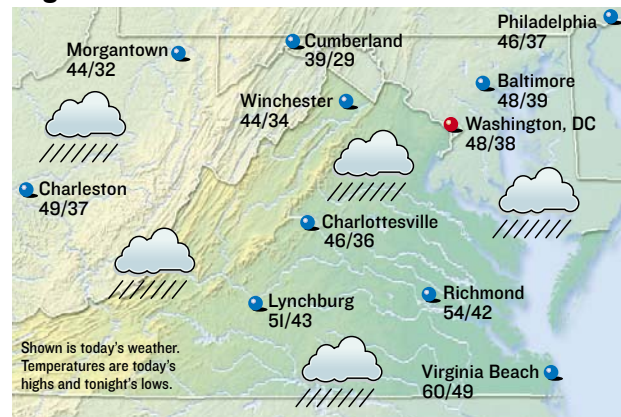 Philadelphia
46/37
Morgantown
44/32
Cumberland
39/29
Baltimore
48/39
Winchester
44/34
Washington, DC
48/38
Charleston
49/37
Charlottesville
46/36
Lynchburg
51/43
Richmond
54/42
Shown is today's weather.
Temperatures are today's
highs and tonight's lows.
Virginia Beach
60/49